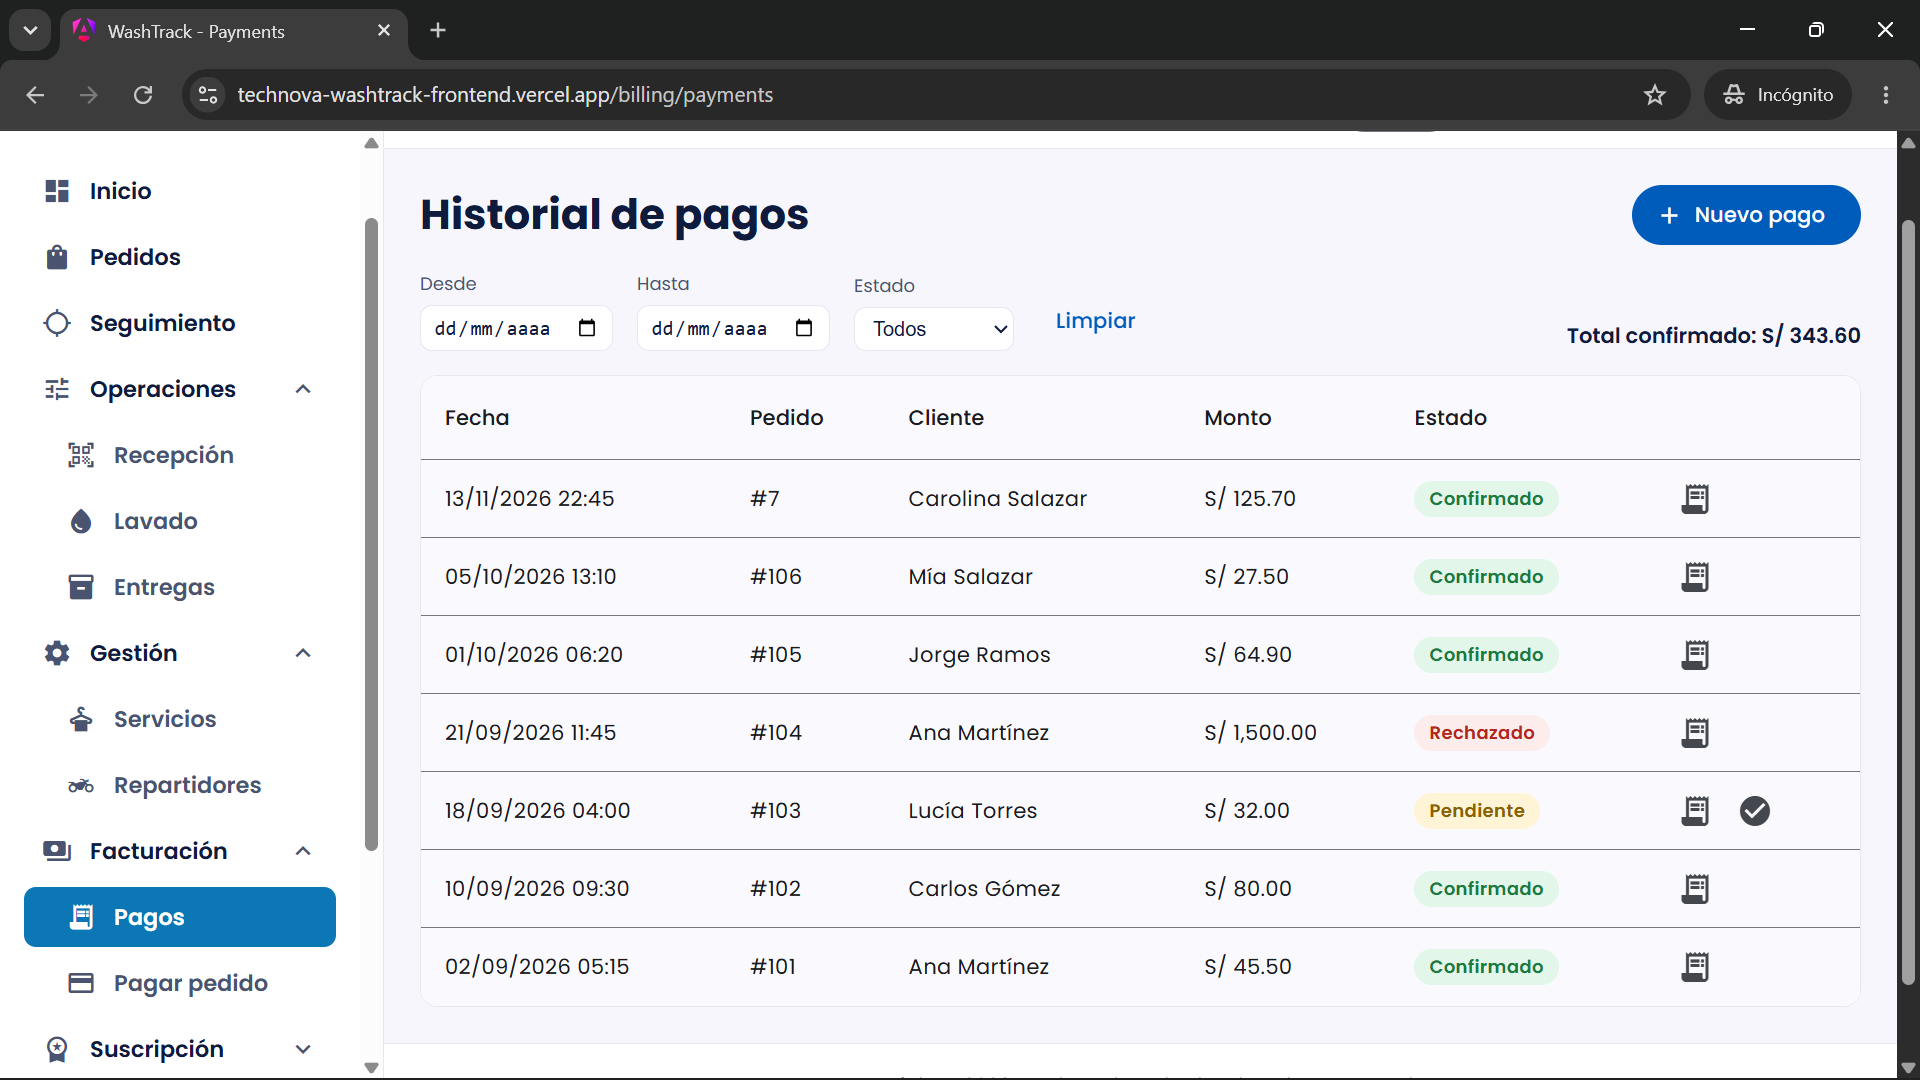 WashTrack - Payments
technova-washtrack-frontend.vercel.app/billing/payments
Incógnito
Inicio
Pedidos
Seguimiento
Operaciones
Recepción
Lavado
Entregas
Gestión
Servicios
Repartidores
Facturación
Pagos
Pagar pedido
Suscripción
Historial de pagos
+ Nuevo pago
Desde Hasta Estado
dd/mm/aaaa dd/mm/aaaa Todos Limpiar
Total confirmado: S/ 343.60
Fecha Pedido Cliente Monto Estado
13/11/2026 22:45 #7 Carolina Salazar S/ 125.70 Confirmado
05/10/2026 13:10 #106 Mía Salazar S/ 27.50 Confirmado
01/10/2026 06:20 #105 Jorge Ramos S/ 64.90 Confirmado
21/09/2026 11:45 #104 Ana Martínez S/ 1,500.00 Rechazado
18/09/2026 04:00 #103 Lucía Torres S/ 32.00 Pendiente
10/09/2026 09:30 #102 Carlos Gómez S/ 80.00 Confirmado
02/09/2026 05:15 #101 Ana Martínez S/ 45.50 Confirmado